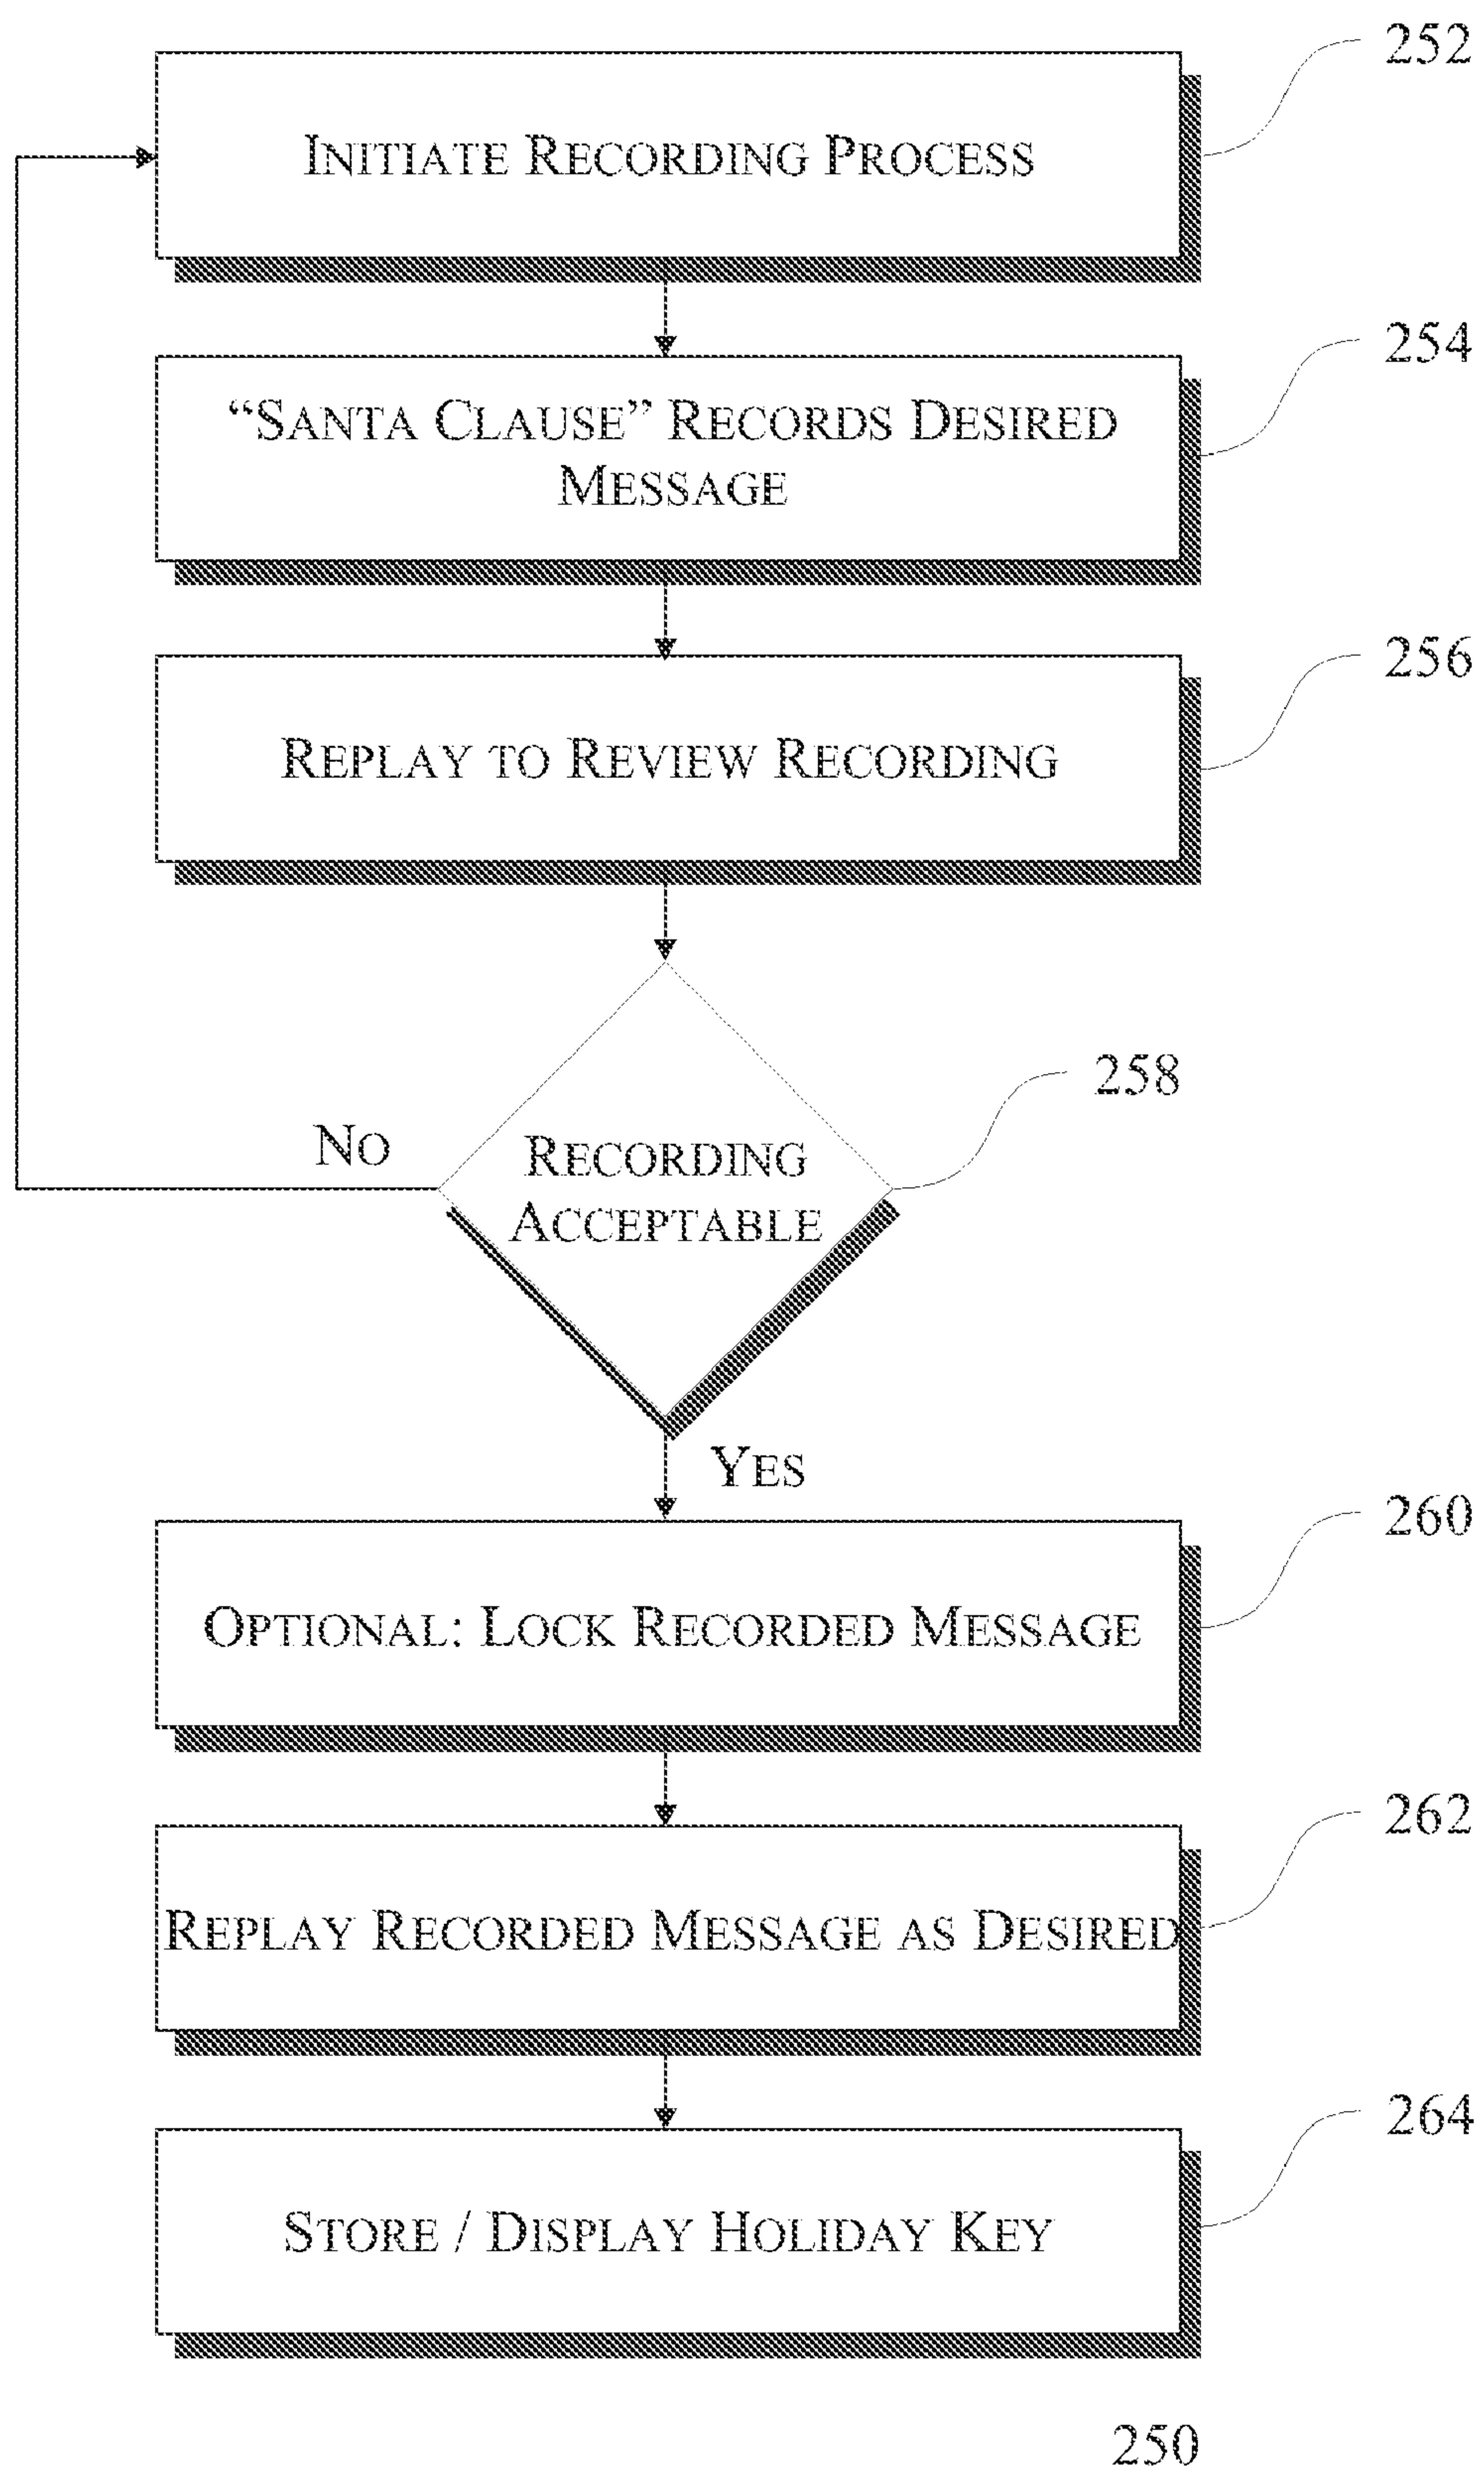 252
INITIATE RECORDING PROCESS
254
“SANTA CLAUSE” RECORDS DESIRED
MESSAGE
256
REPLAY TO REVIEW RECORDING
258
NO
RECORDING
ACCEPTABLE
YES
260
OPTIONAL: LOCK RECORDED MESSAGE
262
REPLAY RECORDED MESSAGE AS DESIRED
264
STORE / DISPLAY HOLIDAY KEY
250